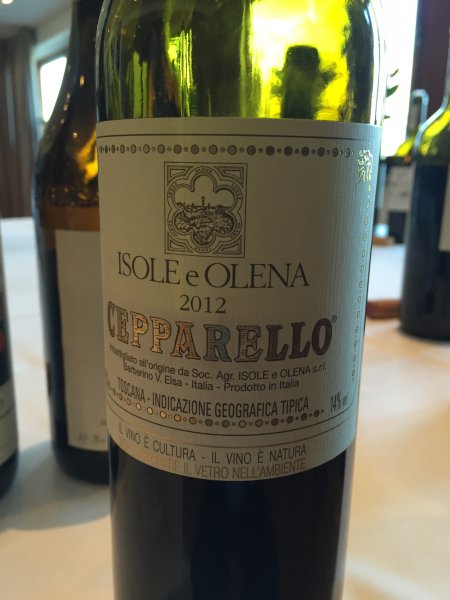 ISOLE e OLENA
2012
CEPPARELLO®
all'origine da Soc. Agr. ISOLE e OLENA s.r.l.
Barberino V. Elsa - Italia - Prodotto in Italia
TOSCANA - INDICAZIONE GEOGRAFICA TIPICA 14% vol
IL VINO È CULTURA - IL VINO È NATURA
IL VETRO NELL'AMBIENTE